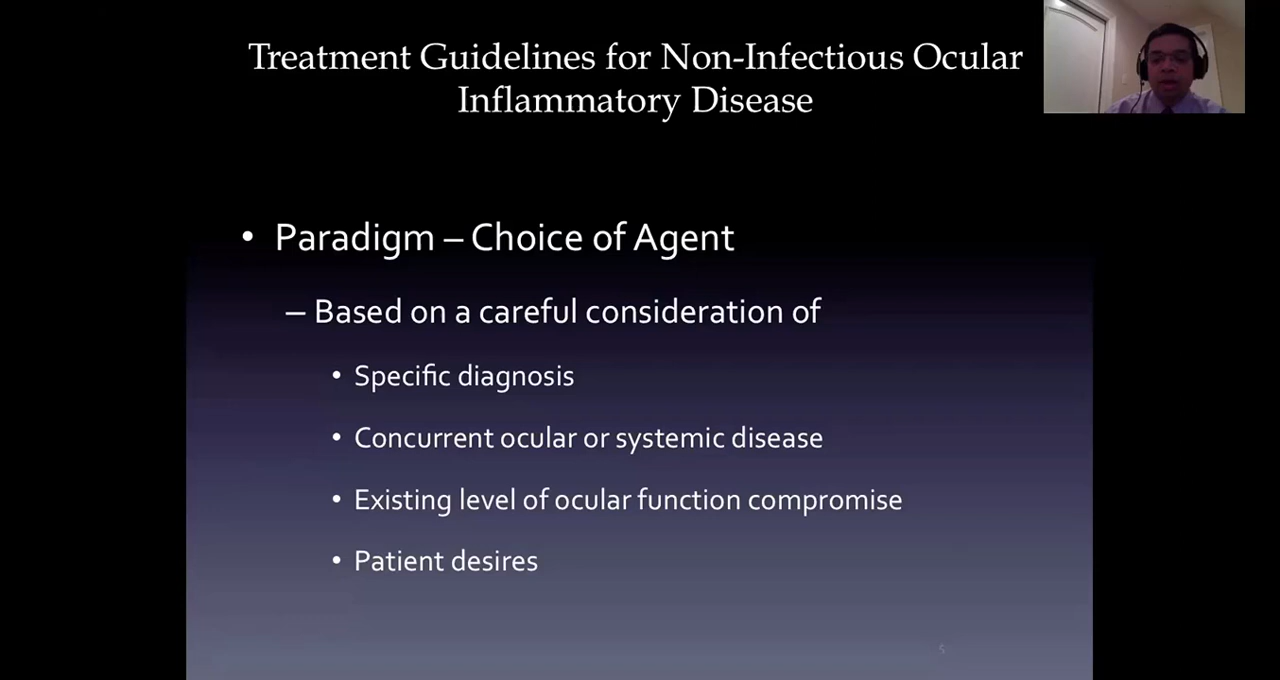 Treatment Guidelines for Non-Infectious Ocular
Inflammatory Disease
• Paradigm – Choice of Agent
– Based on a careful consideration of
• Specific diagnosis
• Concurrent ocular or systemic disease
• Existing level of ocular function compromise
• Patient desires
5